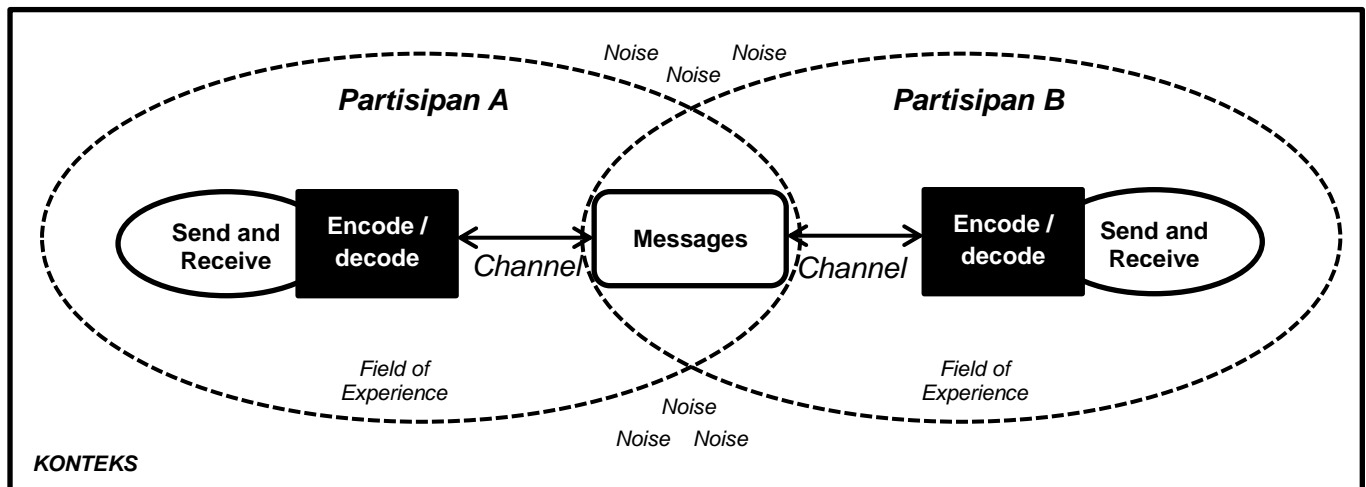 Noise Noise
Noise
Partisipan A
Partisipan B
Send and
Receive
Encode /
decode
Channel
Messages
Channel
Encode /
decode
Send and
Receive
Field of
Experience
Field of
Experience
Noise
Noise Noise
KONTEKS